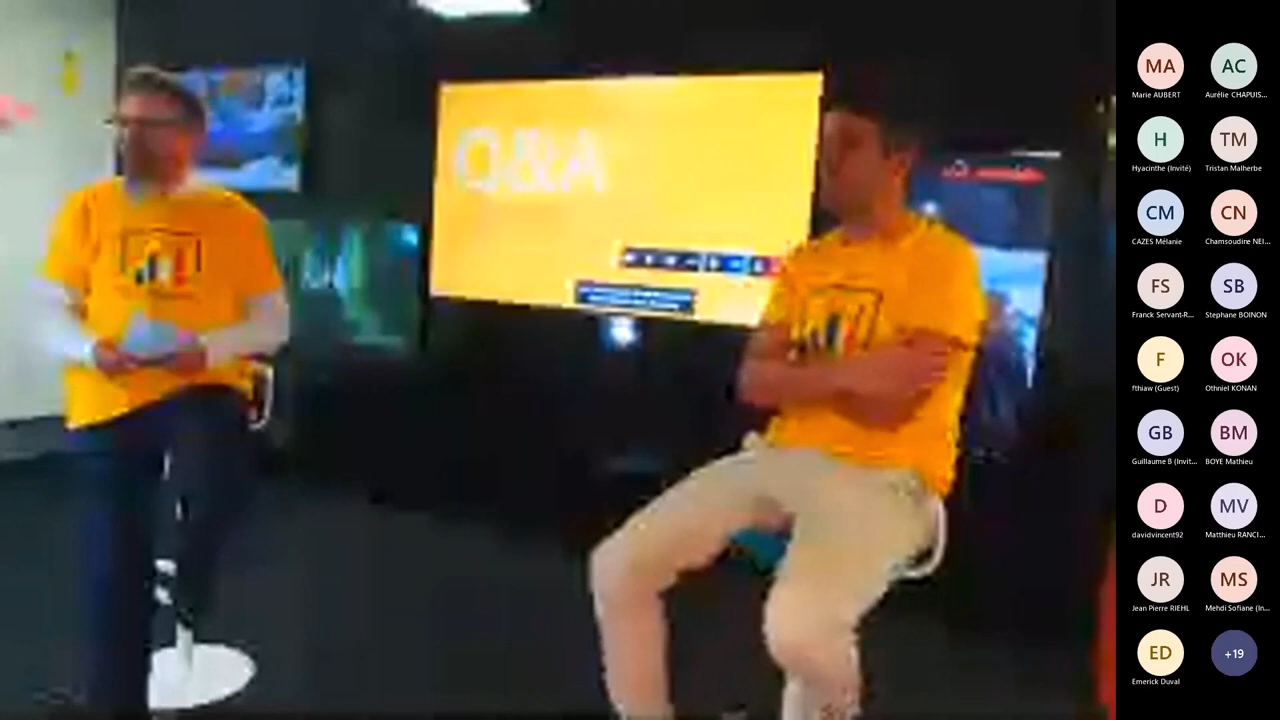 Q&A
MA
AC
Marie AUBERT
Aurélie CHAPUIS...
H
TM
Hyacinthe (Invité)
Tristan Malherbe
CM
CN
CAZES Mélanie
Chamsoudine NEI...
FS
SB
Franck Servant-R...
Stephane BOINON
F
OK
fthiaw (Guest)
Othniel KONAN
GB
BM
Guillaume B (Invit...
BOYE Mathieu
D
MV
davidvincent92
Matthieu RANCI...
JR
MS
Jean Pierre RIEHL
Mehdi Sofiane (In...
ED
+19
Emerick Duval